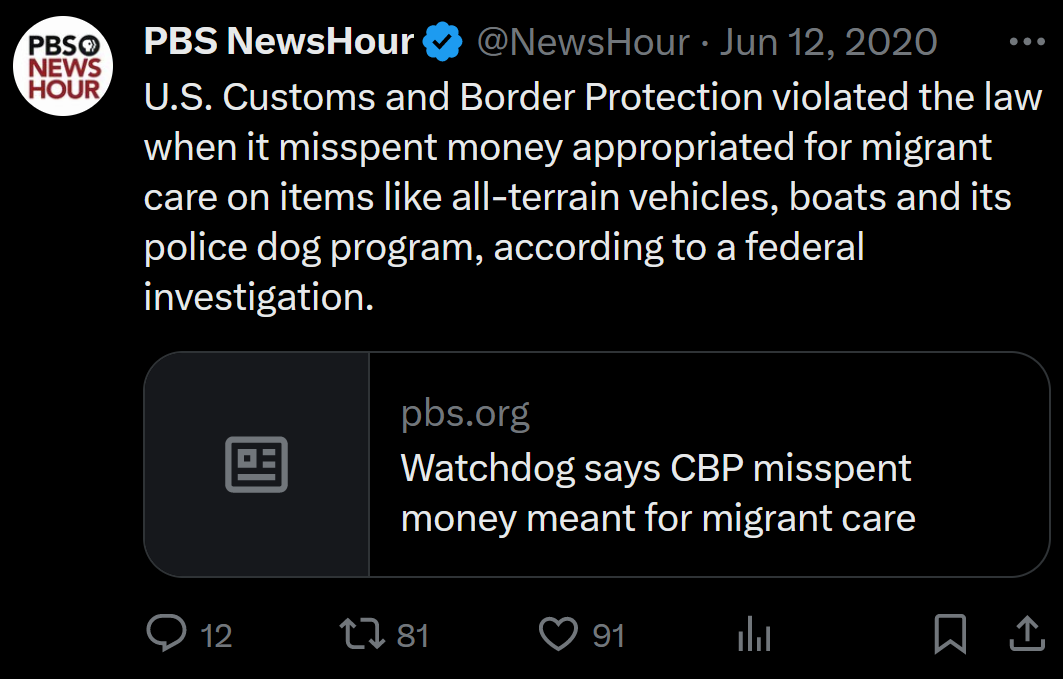 PBS
NEWS
HOUR
PBS NewsHour @NewsHour · Jun 12, 2020
U.S. Customs and Border Protection violated the law
when it misspent money appropriated for migrant
care on items like all-terrain vehicles, boats and its
police dog program, according to a federal
investigation.
pbs.org
Watchdog says CBP misspent
money meant for migrant care
12 81 91